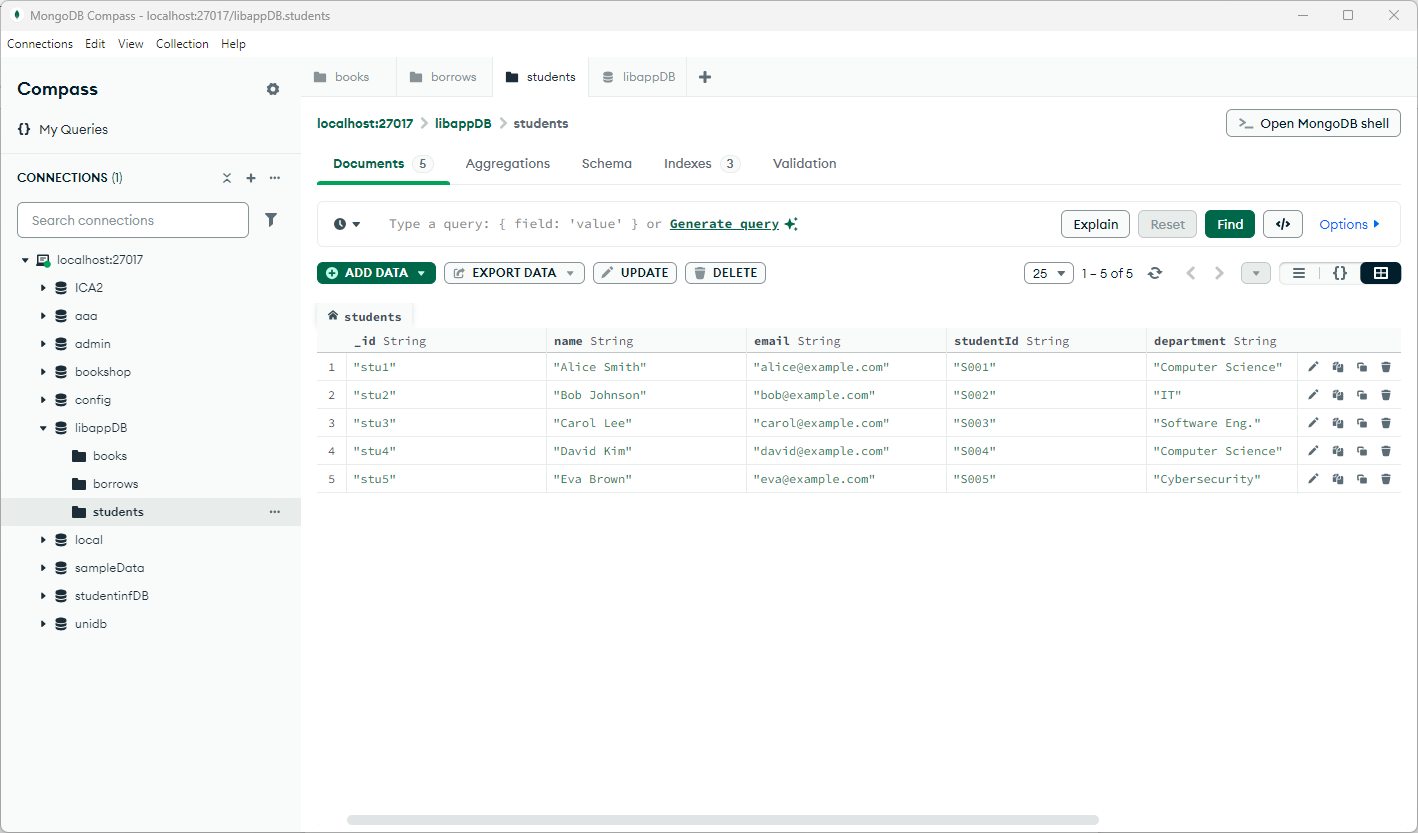 MongoDB Compass - localhost:27017/libappDB.students
Connections Edit View Collection Help
Compass
{} My Queries
CONNECTIONS (1)
Search connections
localhost:27017
ICA2
aaa
admin
bookshop
config
libappDB
books
borrows
students
local
sampleData
studentinfDB
unidb
books borrows students libappDB
localhost:27017 libappDB students
>_ Open MongoDB shell
Documents 5 Aggregations Schema Indexes 3 Validation
Type a query: { field: 'value' } or Generate query
Explain Reset Find </> Options
ADD DATA EXPORT DATA UPDATE DELETE
25 1 – 5 of 5 {}
students
_id String name String email String studentId String department String
1 "stu1" "Alice Smith" "alice@example.com" "S001" "Computer Science"
2 "stu2" "Bob Johnson" "bob@example.com" "S002" "IT"
3 "stu3" "Carol Lee" "carol@example.com" "S003" "Software Eng."
4 "stu4" "David Kim" "david@example.com" "S004" "Computer Science"
5 "stu5" "Eva Brown" "eva@example.com" "S005" "Cybersecurity"